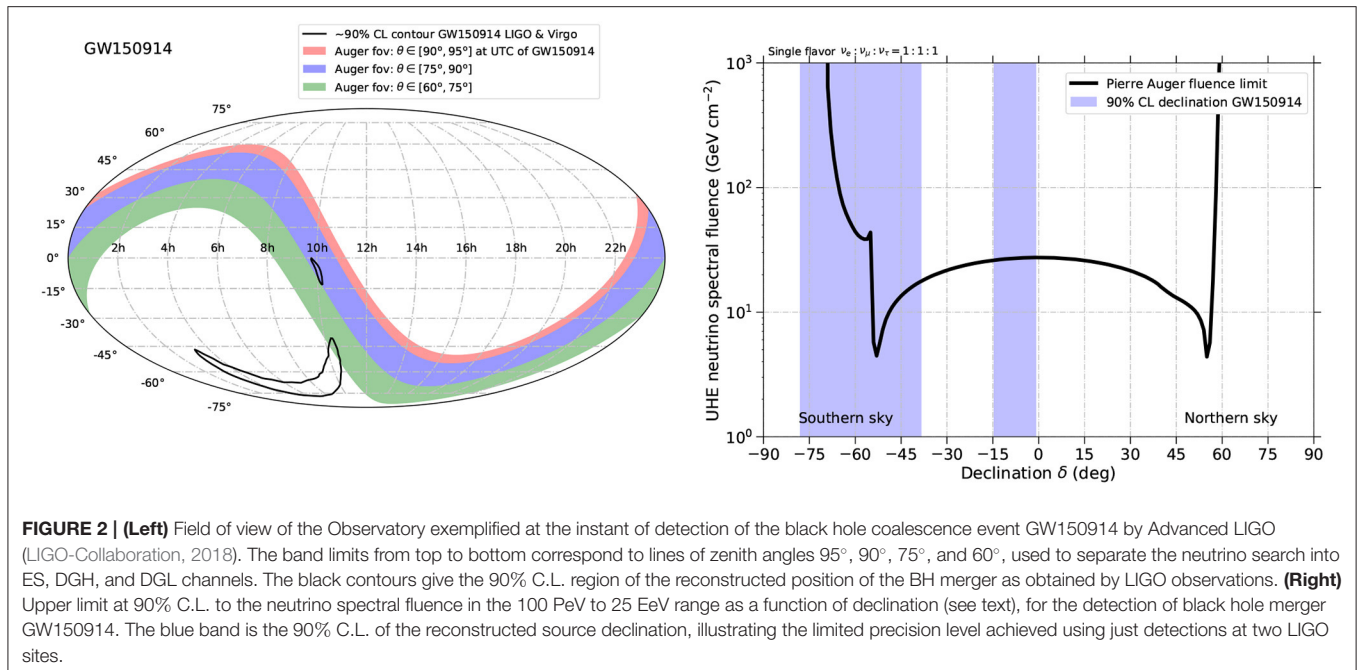 GW150914
~90% CL contour GW150914 LIGO & Virgo
Auger fov: θ ∈ [90°, 95°] at UTC of GW150914
Auger fov: θ ∈ [75°, 90°]
Auger fov: θ ∈ [60°, 75°]
75°
60°
45°
30°
15°
0°
-15°
-30°
-45°
-60°
-75°
2h 4h 6h 8h 10h 12h 14h 16h 18h 20h 22h
Single flavor νe : νμ : ντ = 1 : 1 : 1
Pierre Auger fluence limit
90% CL declination GW150914
UHE neutrino spectral fluence (GeV cm⁻²)
10³
10²
10¹
10⁰
Southern sky
Northern sky
−90 −75 −60 −45 −30 −15 0 15 30 45 60 75 90
Declination δ (deg)
FIGURE 2 | (Left) Field of view of the Observatory exemplified at the instant of detection of the black hole coalescence event GW150914 by Advanced LIGO
(LIGO-Collaboration, 2018). The band limits from top to bottom correspond to lines of zenith angles 95°, 90°, 75°, and 60°, used to separate the neutrino search into
ES, DGH, and DGL channels. The black contours give the 90% C.L. region of the reconstructed position of the BH merger as obtained by LIGO observations. (Right)
Upper limit at 90% C.L. to the neutrino spectral fluence in the 100 PeV to 25 EeV range as a function of declination (see text), for the detection of black hole merger
GW150914. The blue band is the 90% C.L. of the reconstructed source declination, illustrating the limited precision level achieved using just detections at two LIGO
sites.